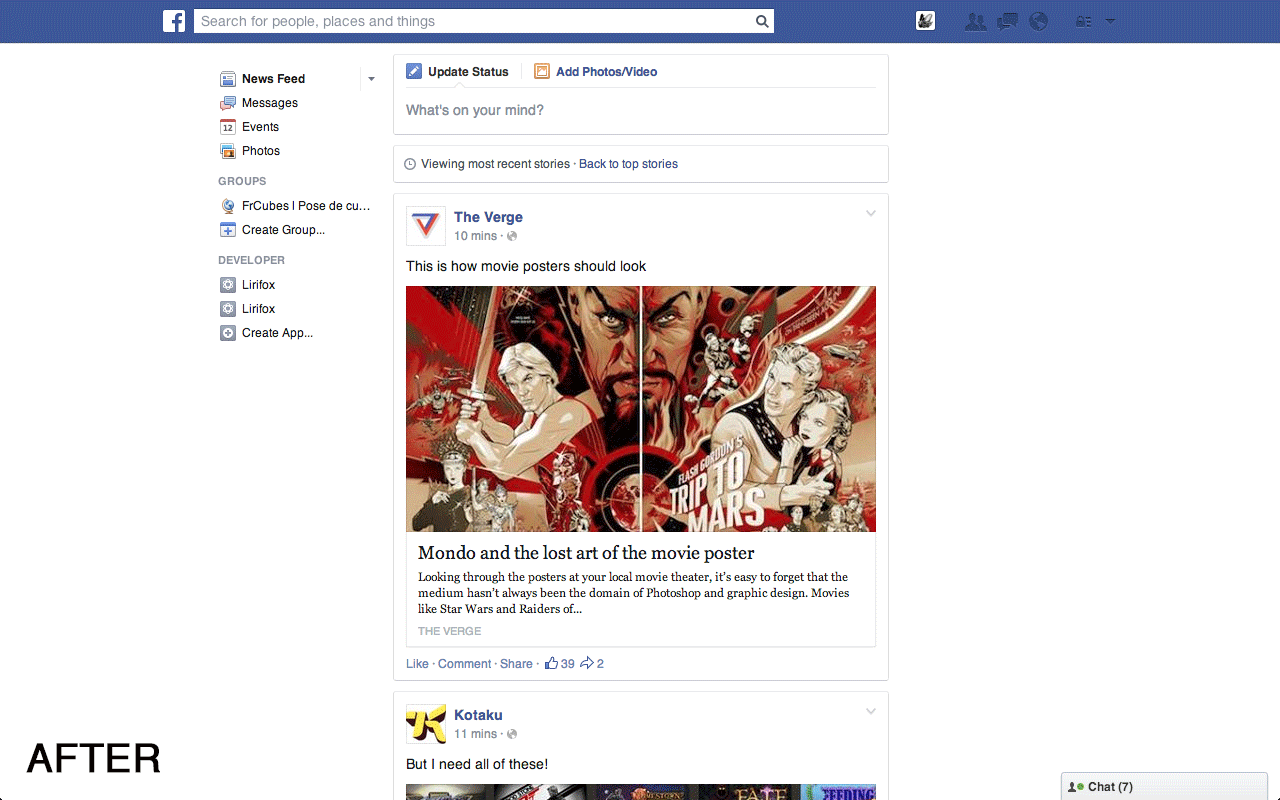 Search for people, places and things
News Feed
Messages
12 Events
Photos
GROUPS
FrCubes | Pose de cu...
Create Group...
DEVELOPER
Lirifox
Lirifox
Create App...
Update Status
Add Photos/Video
What's on your mind?
Viewing most recent stories · Back to top stories
The Verge
10 mins ·
This is how movie posters should look
FLASH GORDON'S
TRIP TO
MARS
Mondo and the lost art of the movie poster
Looking through the posters at your local movie theater, it's easy to forget that the
medium hasn't always been the domain of Photoshop and graphic design. Movies
like Star Wars and Raiders of...
THE VERGE
Like · Comment · Share · 39 2
Kotaku
11 mins ·
But I need all of these!
FATE
FEEDING
AFTER
Chat (7)